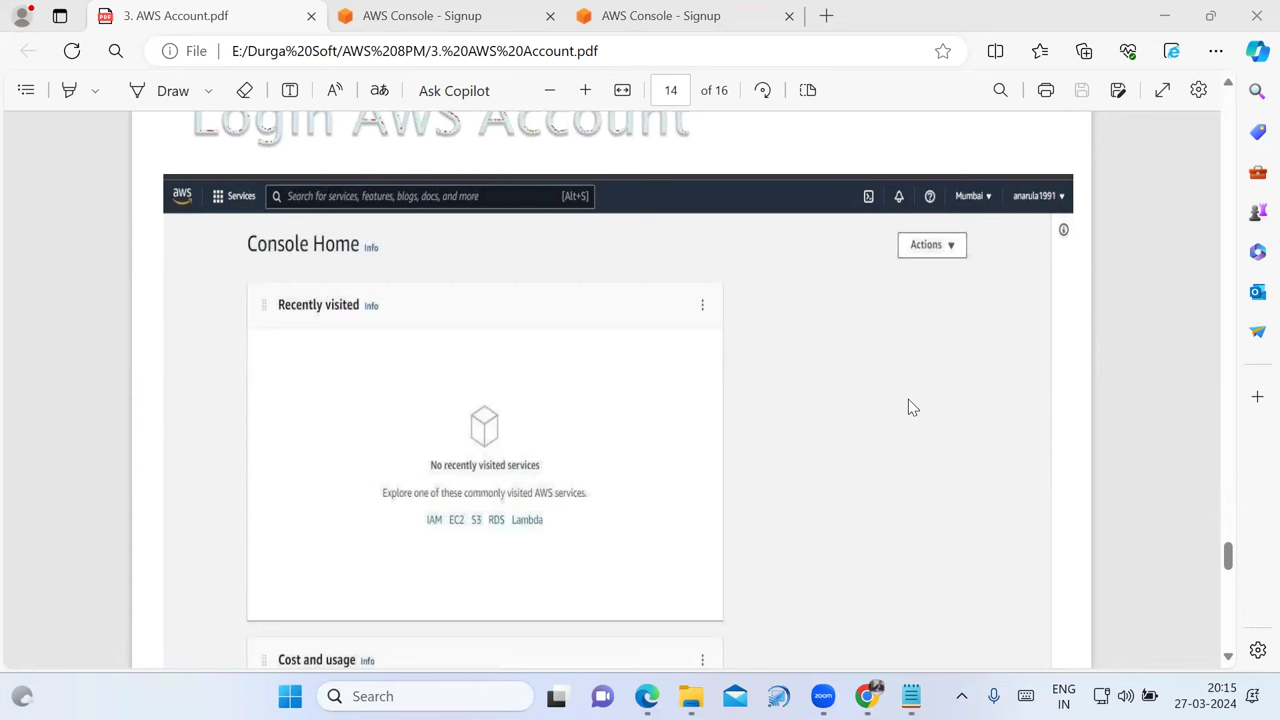 3. AWS Account.pdf
AWS Console - Signup
AWS Console - Signup
File
E:/Durga%20Soft/AWS%208PM/3.%20AWS%20Account.pdf
Draw
aあ
Ask Copilot
14 of 16
Login AWS Account
aws
Services
Search for services, features, blogs, docs, and more [Alt+S]
Mumbai
anarula1991
Console Home Info
Actions
Recently visited Info
No recently visited services
Explore one of these commonly visited AWS services.
IAM EC2 S3 RDS Lambda
Cost and usage Info
Search
zoom
ENG
IN
20:15
27-03-2024